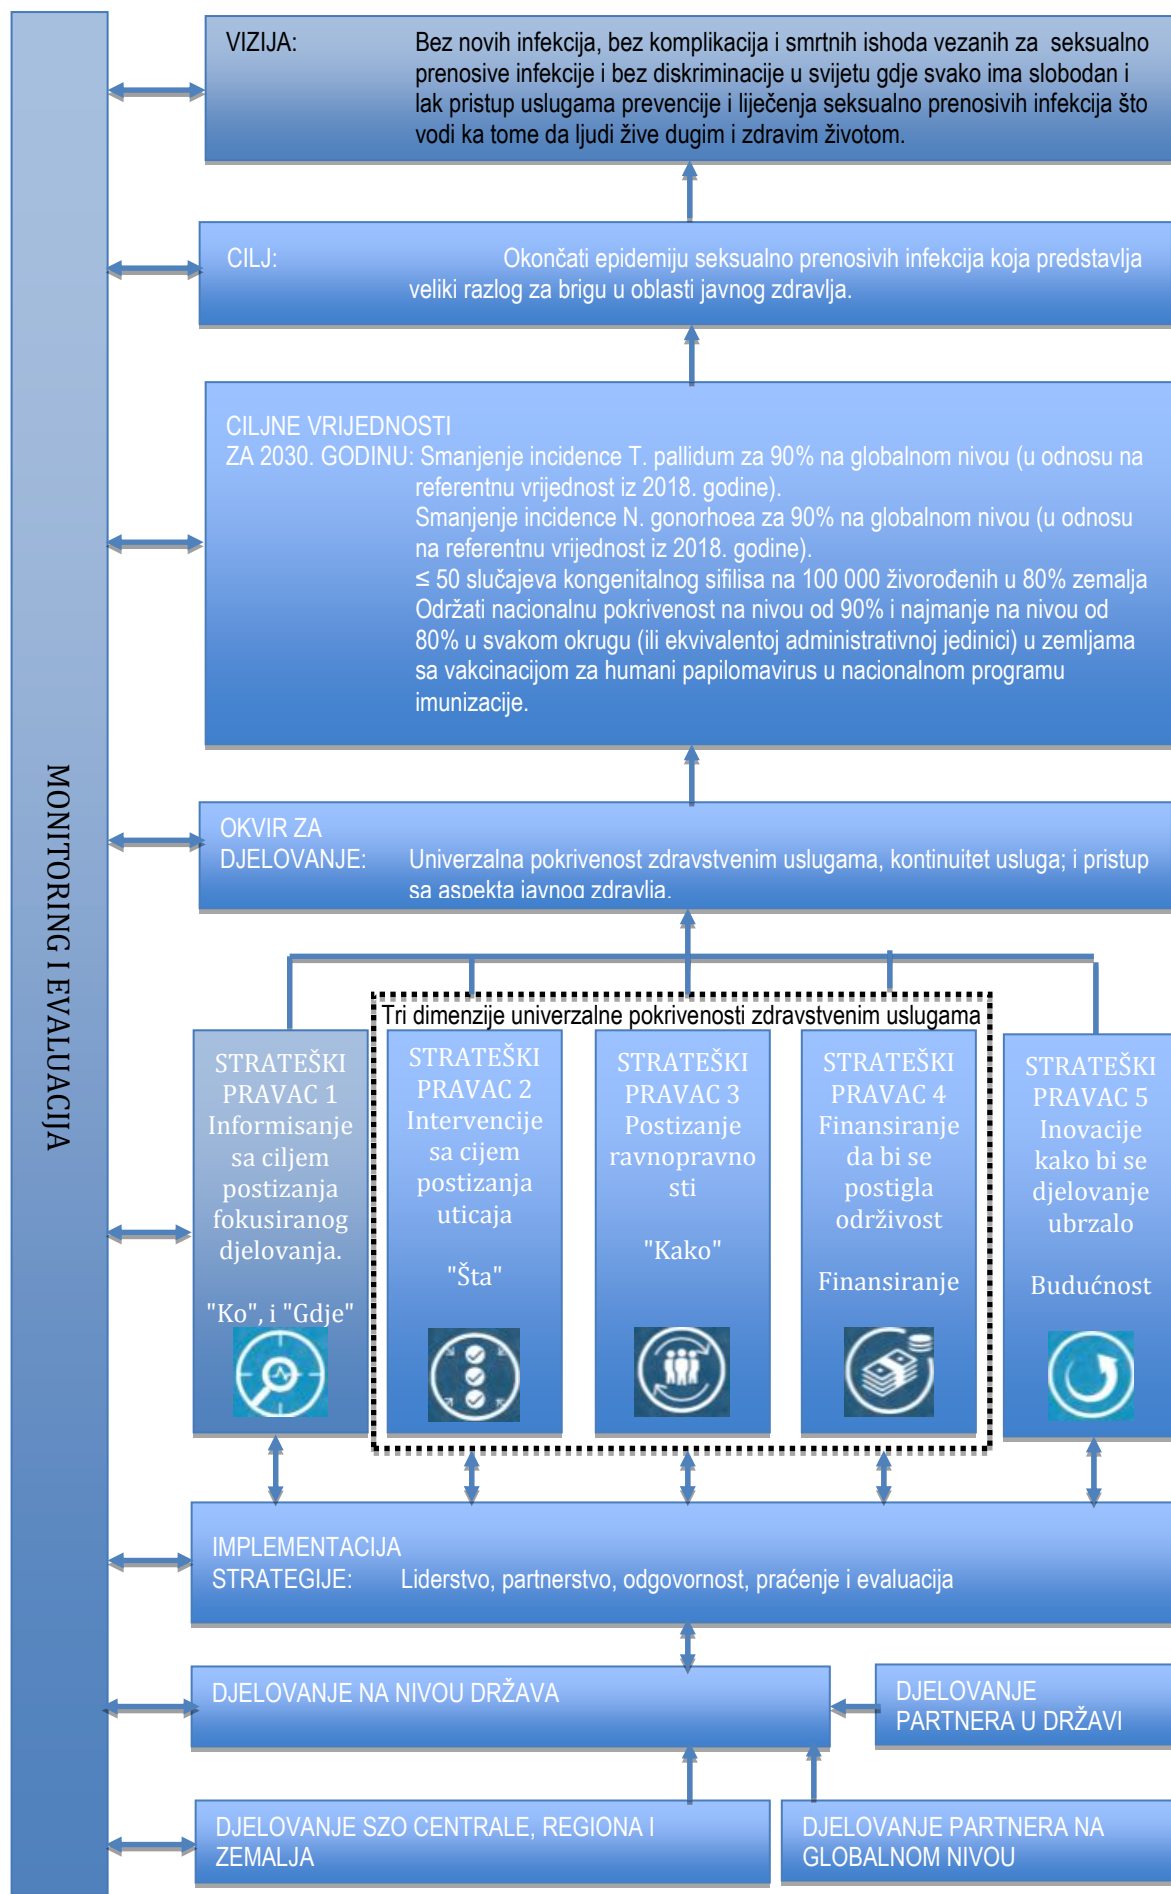 VIZIJA: Bez novih infekcija, bez komplikacija i smrtnih ishoda vezanih za seksualno
prenosive infekcije i bez diskriminacije u svijetu gdje svako ima slobodan i
lak pristup uslugama prevencije i liječenja seksualno prenosivih infekcija što
vodi ka tome da ljudi žive dugim i zdravim životom.
CILJ: Okončati epidemiju seksualno prenosivih infekcija koja predstavlja
veliki razlog za brigu u oblasti javnog zdravlja.
CILJNE VRIJEDNOSTI
ZA 2030. GODINU: Smanjenje incidence T. pallidum za 90% na globalnom nivou (u odnosu na
referentnu vrijednost iz 2018. godine).
Smanjenje incidence N. gonorhoea za 90% na globalnom nivou (u odnosu
na referentnu vrijednost iz 2018. godine).
≤ 50 slučajeva kongenitalnog sifilisa na 100 000 živorođenih u 80% zemalja
Održati nacionalnu pokrivenost na nivou od 90% i najmanje na nivou od
80% u svakom okrugu (ili ekvivalentoj administrativnoj jedinici) u zemljama
sa vakcinacijom za humani papilomavirus u nacionalnom programu
imunizacije.
MONITORING I EVALUACIJA
OKVIR ZA
DJELOVANJE: Univerzalna pokrivenost zdravstvenim uslugama, kontinuitet usluga; i pristup
sa aspekta javnog zdravlja.
Tri dimenzije univerzalne pokrivenosti zdravstvenim uslugama
STRATEŠKI
PRAVAC 1
Informisanje
sa ciljem
postizanja
fokusiranog
djelovanja.
"Ko", i "Gdje"
STRATEŠKI
PRAVAC 2
Intervencije
sa cijem
postizanja
uticaja
"Šta"
STRATEŠKI
PRAVAC 3
Postizanje
ravnopravno
sti
"Kako"
STRATEŠKI
PRAVAC 4
Finansiranje
da bi se
postigla
održivost
Finansiranje
STRATEŠKI
PRAVAC 5
Inovacije
kako bi se
djelovanje
ubrzalo
Budućnost
IMPLEMENTACIJA
STRATEGIJE: Liderstvo, partnerstvo, odgovornost, praćenje i evaluacija
DJELOVANJE NA NIVOU DRŽAVA
DJELOVANJE
PARTNERA U DRŽAVI
DJELOVANJE SZO CENTRALE, REGIONA I
ZEMALJA
DJELOVANJE PARTNERA NA
GLOBALNOM NIVOU